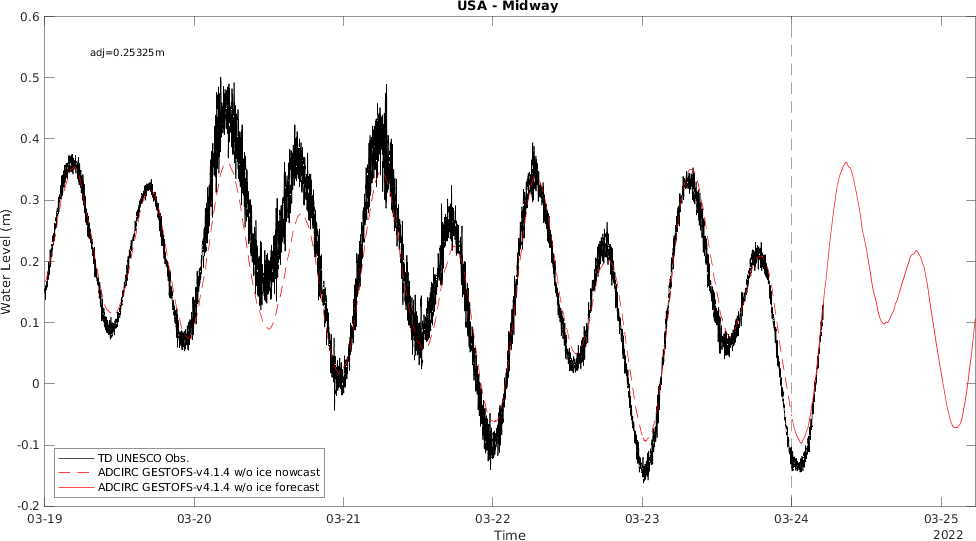 USA - Midway
adj=0.25325m
Water Level (m)
0.6
0.5
0.4
0.3
0.2
0.1
0
-0.1
-0.2
TD UNESCO Obs.
ADCIRC GESTOFS-v4.1.4 w/o ice nowcast
ADCIRC GESTOFS-v4.1.4 w/o ice forecast
03-19 03-20 03-21 03-22 03-23 03-24 03-25
Time
2022